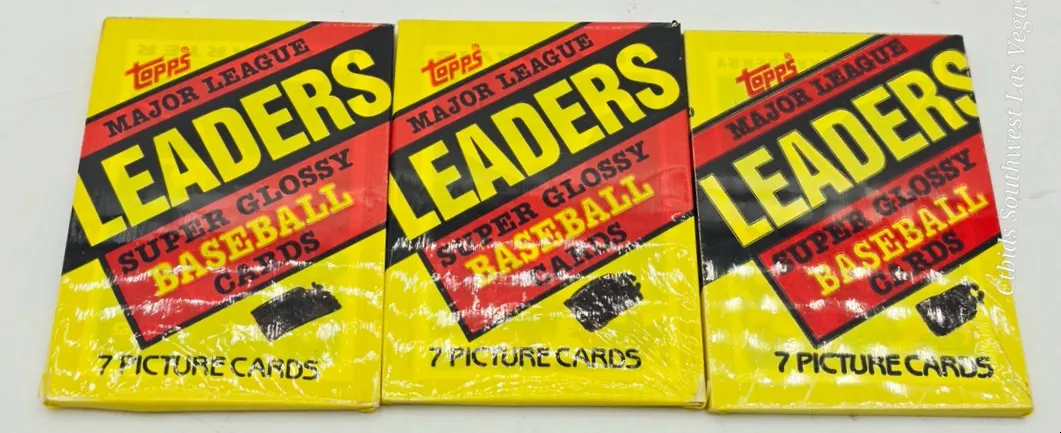 topps®
MAJOR LEAGUE
LEADERS
SUPER GLOSSY
BASEBALL
CARDS
7 PICTURE CARDS
topps®
MAJOR LEAGUE
LEADERS
SUPER GLOSSY
BASEBALL
CARDS
7 PICTURE CARDS
topps®
MAJOR LEAGUE
LEADERS
SUPER GLOSSY
BASEBALL
CARDS
7 PICTURE CARDS
Cbids Southwest Las Vegas